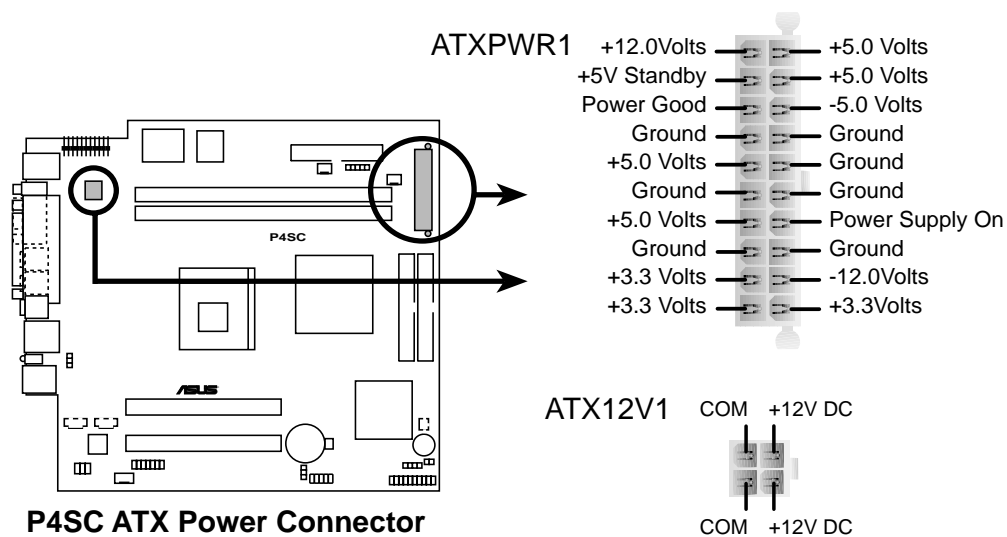 ATXPWR1
+12.0Volts +5.0 Volts
+5V Standby +5.0 Volts
Power Good -5.0 Volts
Ground Ground
+5.0 Volts Ground
Ground Ground
+5.0 Volts Power Supply On
Ground Ground
+3.3 Volts -12.0Volts
+3.3 Volts +3.3Volts
P4SC
ASUS
ATX12V1
COM +12V DC
COM +12V DC
P4SC ATX Power Connector